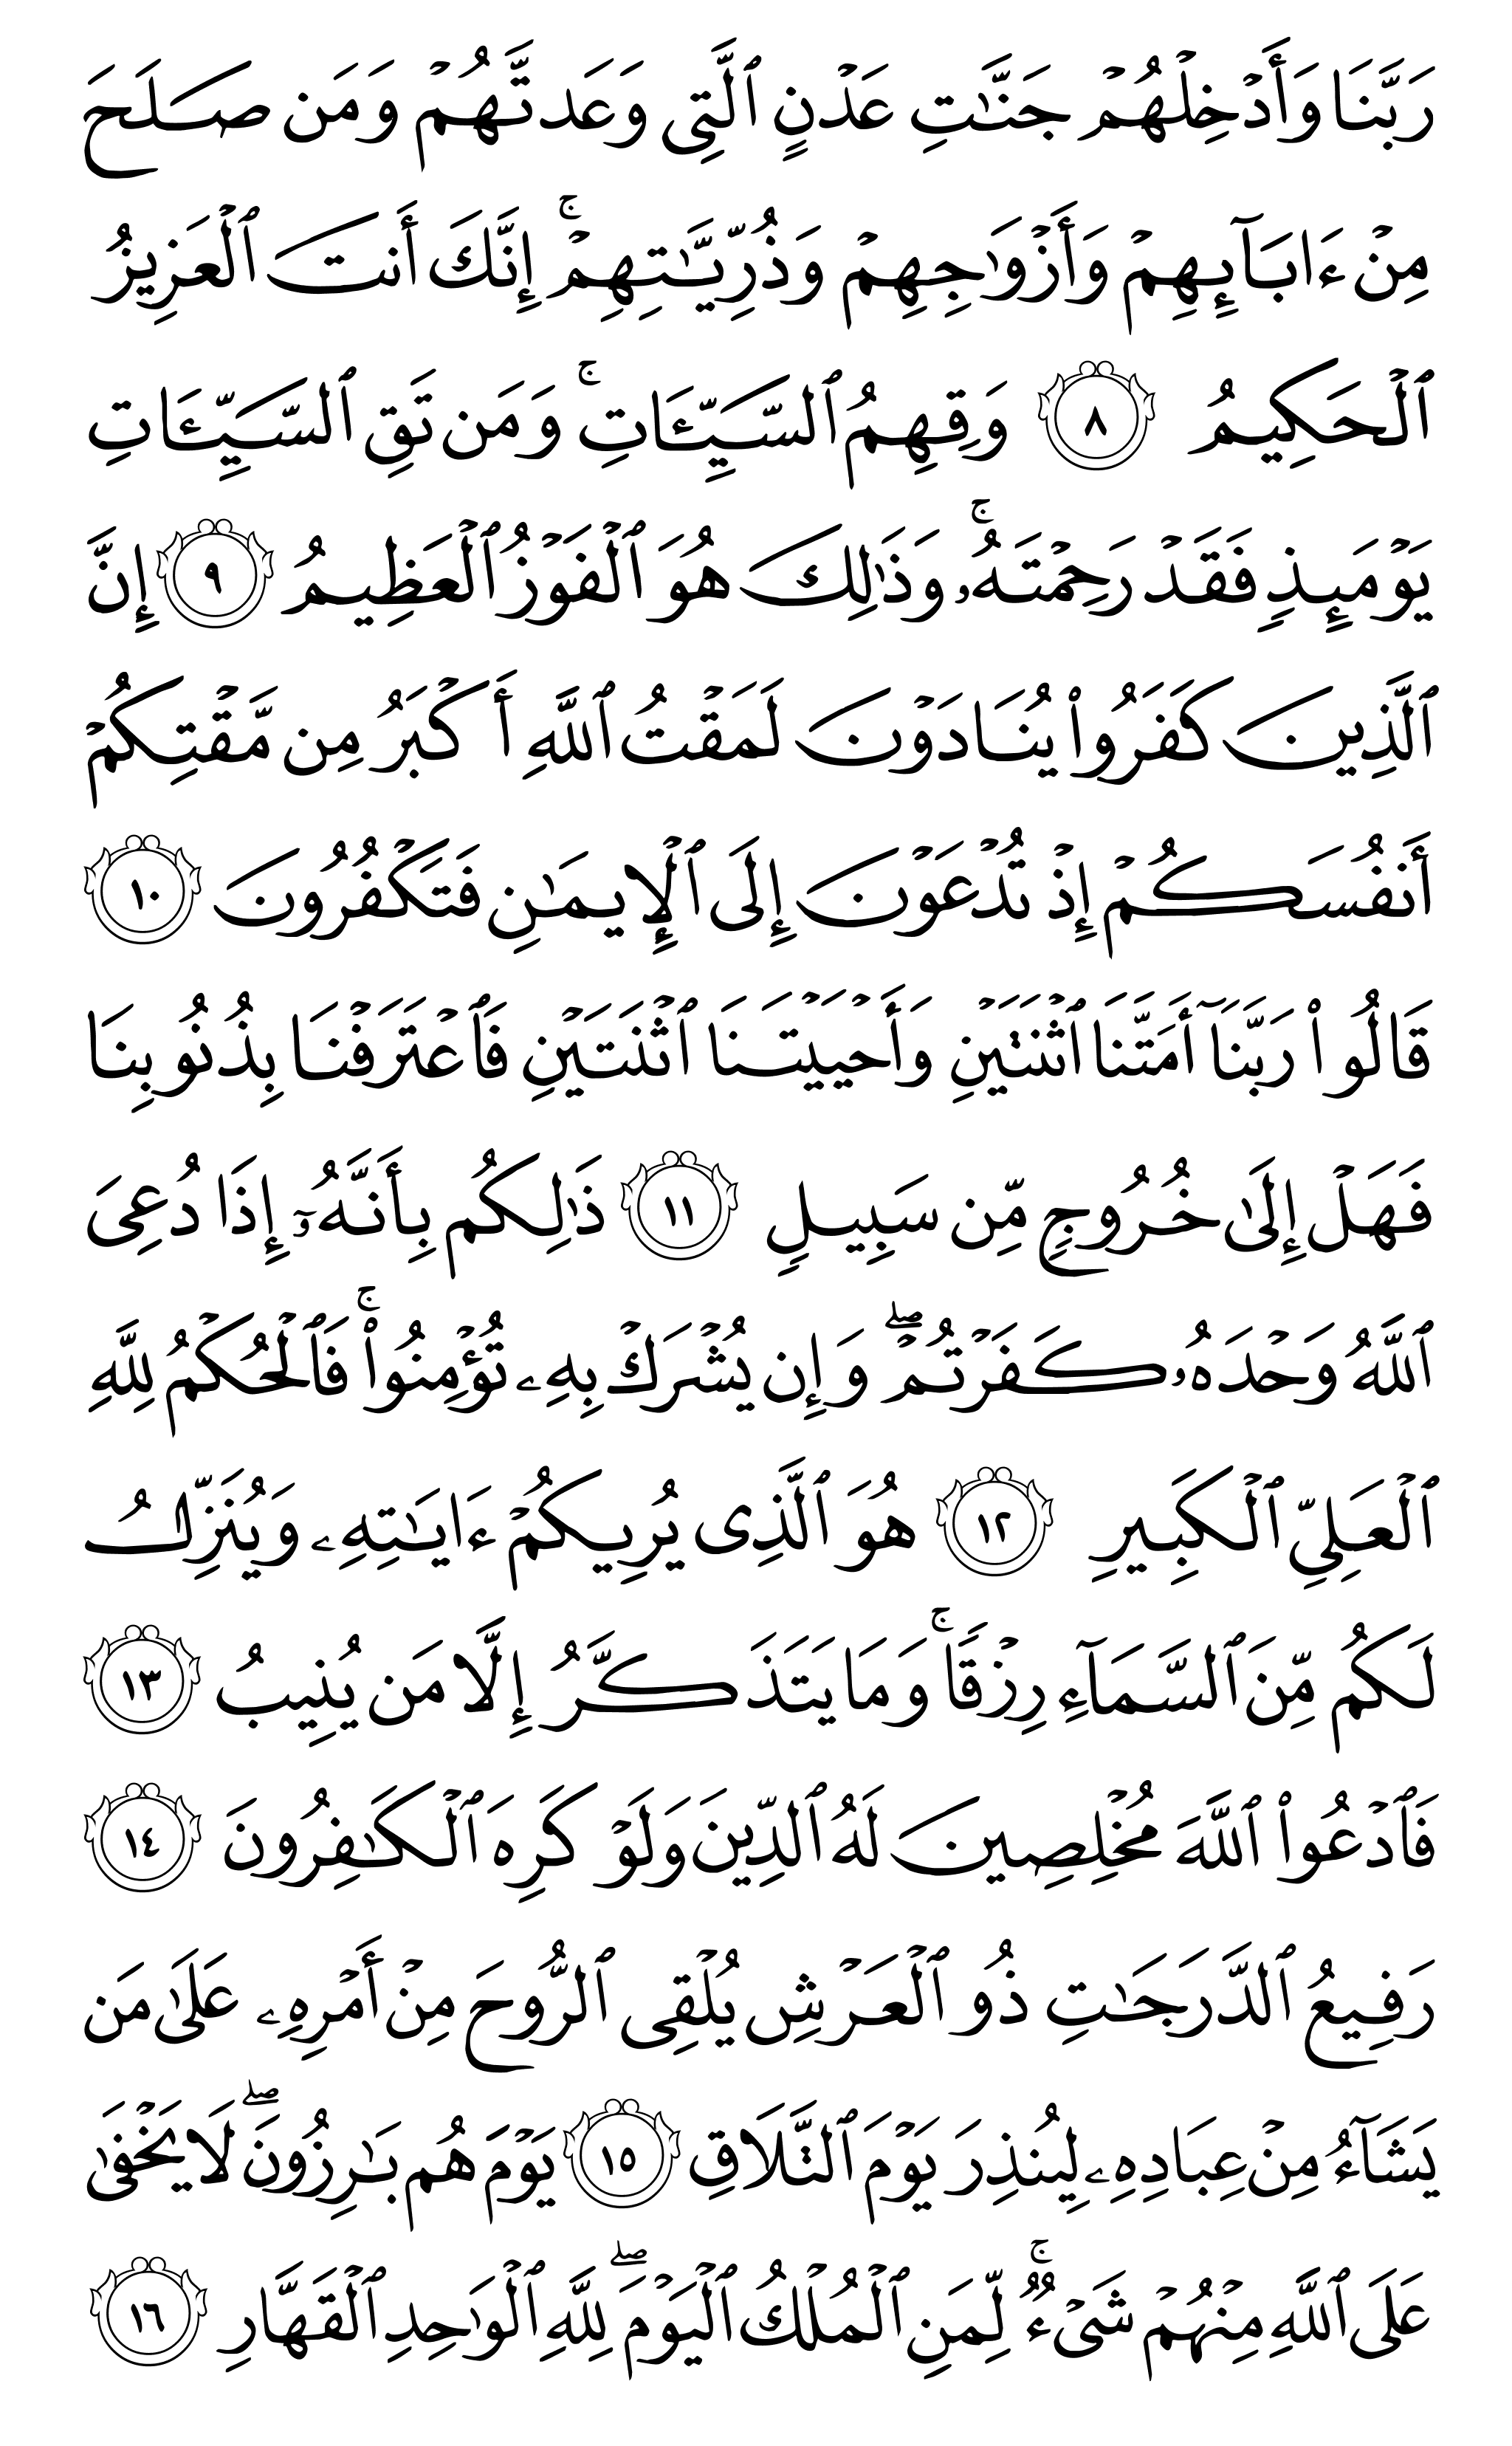 رَبَّنَا وَأَدْخِلْهُمْ جَنَّٰتِ عَدْنٍ ٱلَّتِى وَعَدتَّهُمْ وَمَن صَلَحَ
مِنْ ءَابَآئِهِمْ وَأَزْوَٰجِهِمْ وَذُرِّيَّٰتِهِمْ ۚ إِنَّكَ أَنتَ ٱلْعَزِيزُ
ٱلْحَكِيمُ ٨ وَقِهِمُ ٱلسَّيِّـَٔاتِ ۚ وَمَن تَقِ ٱلسَّيِّـَٔاتِ
يَوْمَئِذٍ فَقَدْ رَحِمْتَهُۥ ۚ وَذَٰلِكَ هُوَ ٱلْفَوْزُ ٱلْعَظِيمُ ٩ إِنَّ
ٱلَّذِينَ كَفَرُوا۟ يُنَادَوْنَ لَمَقْتُ ٱللَّهِ أَكْبَرُ مِن مَّقْتِكُمْ
أَنفُسَكُمْ إِذْ تُدْعَوْنَ إِلَى ٱلْإِيمَٰنِ فَتَكْفُرُونَ ١٠
قَالُوا۟ رَبَّنَآ أَمَتَّنَا ٱثْنَتَيْنِ وَأَحْيَيْتَنَا ٱثْنَتَيْنِ فَٱعْتَرَفْنَا بِذُنُوبِنَا
فَهَلْ إِلَىٰ خُرُوجٍ مِّن سَبِيلٍ ١١ ذَٰلِكُم بِأَنَّهُۥٓ إِذَا دُعِىَ
ٱللَّهُ وَحْدَهُۥ كَفَرْتُمْ ۖ وَإِن يُشْرَكْ بِهِۦ تُؤْمِنُوا۟ ۚ فَٱلْحُكْمُ لِلَّهِ
ٱلْعَلِىِّ ٱلْكَبِيرِ ١٢ هُوَ ٱلَّذِى يُرِيكُمْ ءَايَٰتِهِۦ وَيُنَزِّلُ
لَكُم مِّنَ ٱلسَّمَآءِ رِزْقًا ۚ وَمَا يَتَذَكَّرُ إِلَّا مَن يُنِيبُ ١٣
فَٱدْعُوا۟ ٱللَّهَ مُخْلِصِينَ لَهُ ٱلدِّينَ وَلَوْ كَرِهَ ٱلْكَٰفِرُونَ ١٤
رَفِيعُ ٱلدَّرَجَٰتِ ذُو ٱلْعَرْشِ يُلْقِى ٱلرُّوحَ مِنْ أَمْرِهِۦ عَلَىٰ مَن
يَشَآءُ مِنْ عِبَادِهِۦ لِيُنذِرَ يَوْمَ ٱلتَّلَاقِ ١٥ يَوْمَ هُم بَٰرِزُونَ ۖ لَا يَخْفَىٰ
عَلَى ٱللَّهِ مِنْهُمْ شَىْءٌ ۚ لِّمَنِ ٱلْمُلْكُ ٱلْيَوْمَ ۖ لِلَّهِ ٱلْوَٰحِدِ ٱلْقَهَّارِ ١٦